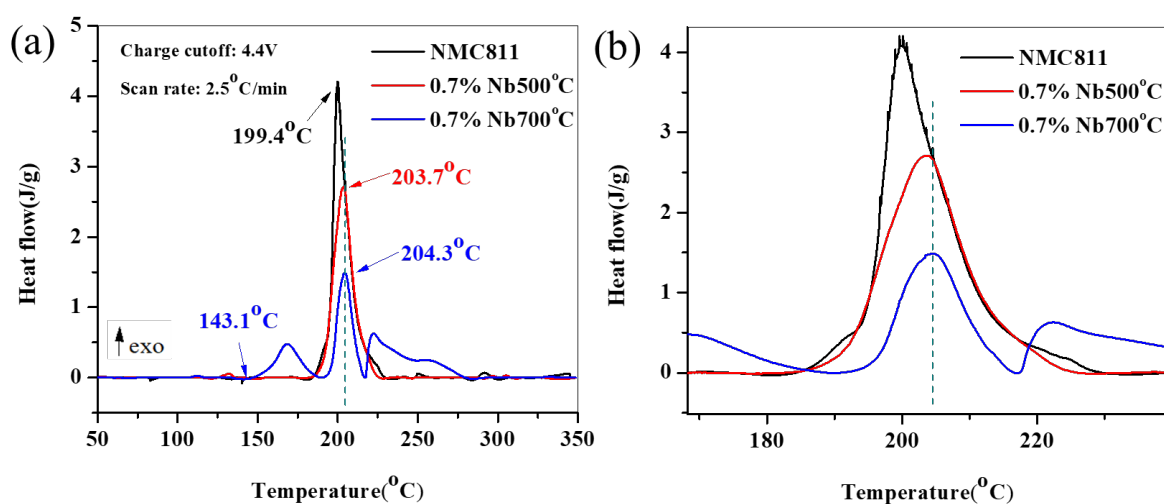 (a)
Charge cutoff: 4.4V
Scan rate: 2.5°C/min
NMC811
0.7% Nb500°C
0.7% Nb700°C
199.4°C
203.7°C
204.3°C
143.1°C
exo
Heat flow(J/g)
5
4
3
2
1
0
50 100 150 200 250 300 350
Temperature(°C)
(b)
NMC811
0.7% Nb500°C
0.7% Nb700°C
Heat flow(J/g)
4
3
2
1
0
180 200 220
Temperature(°C)